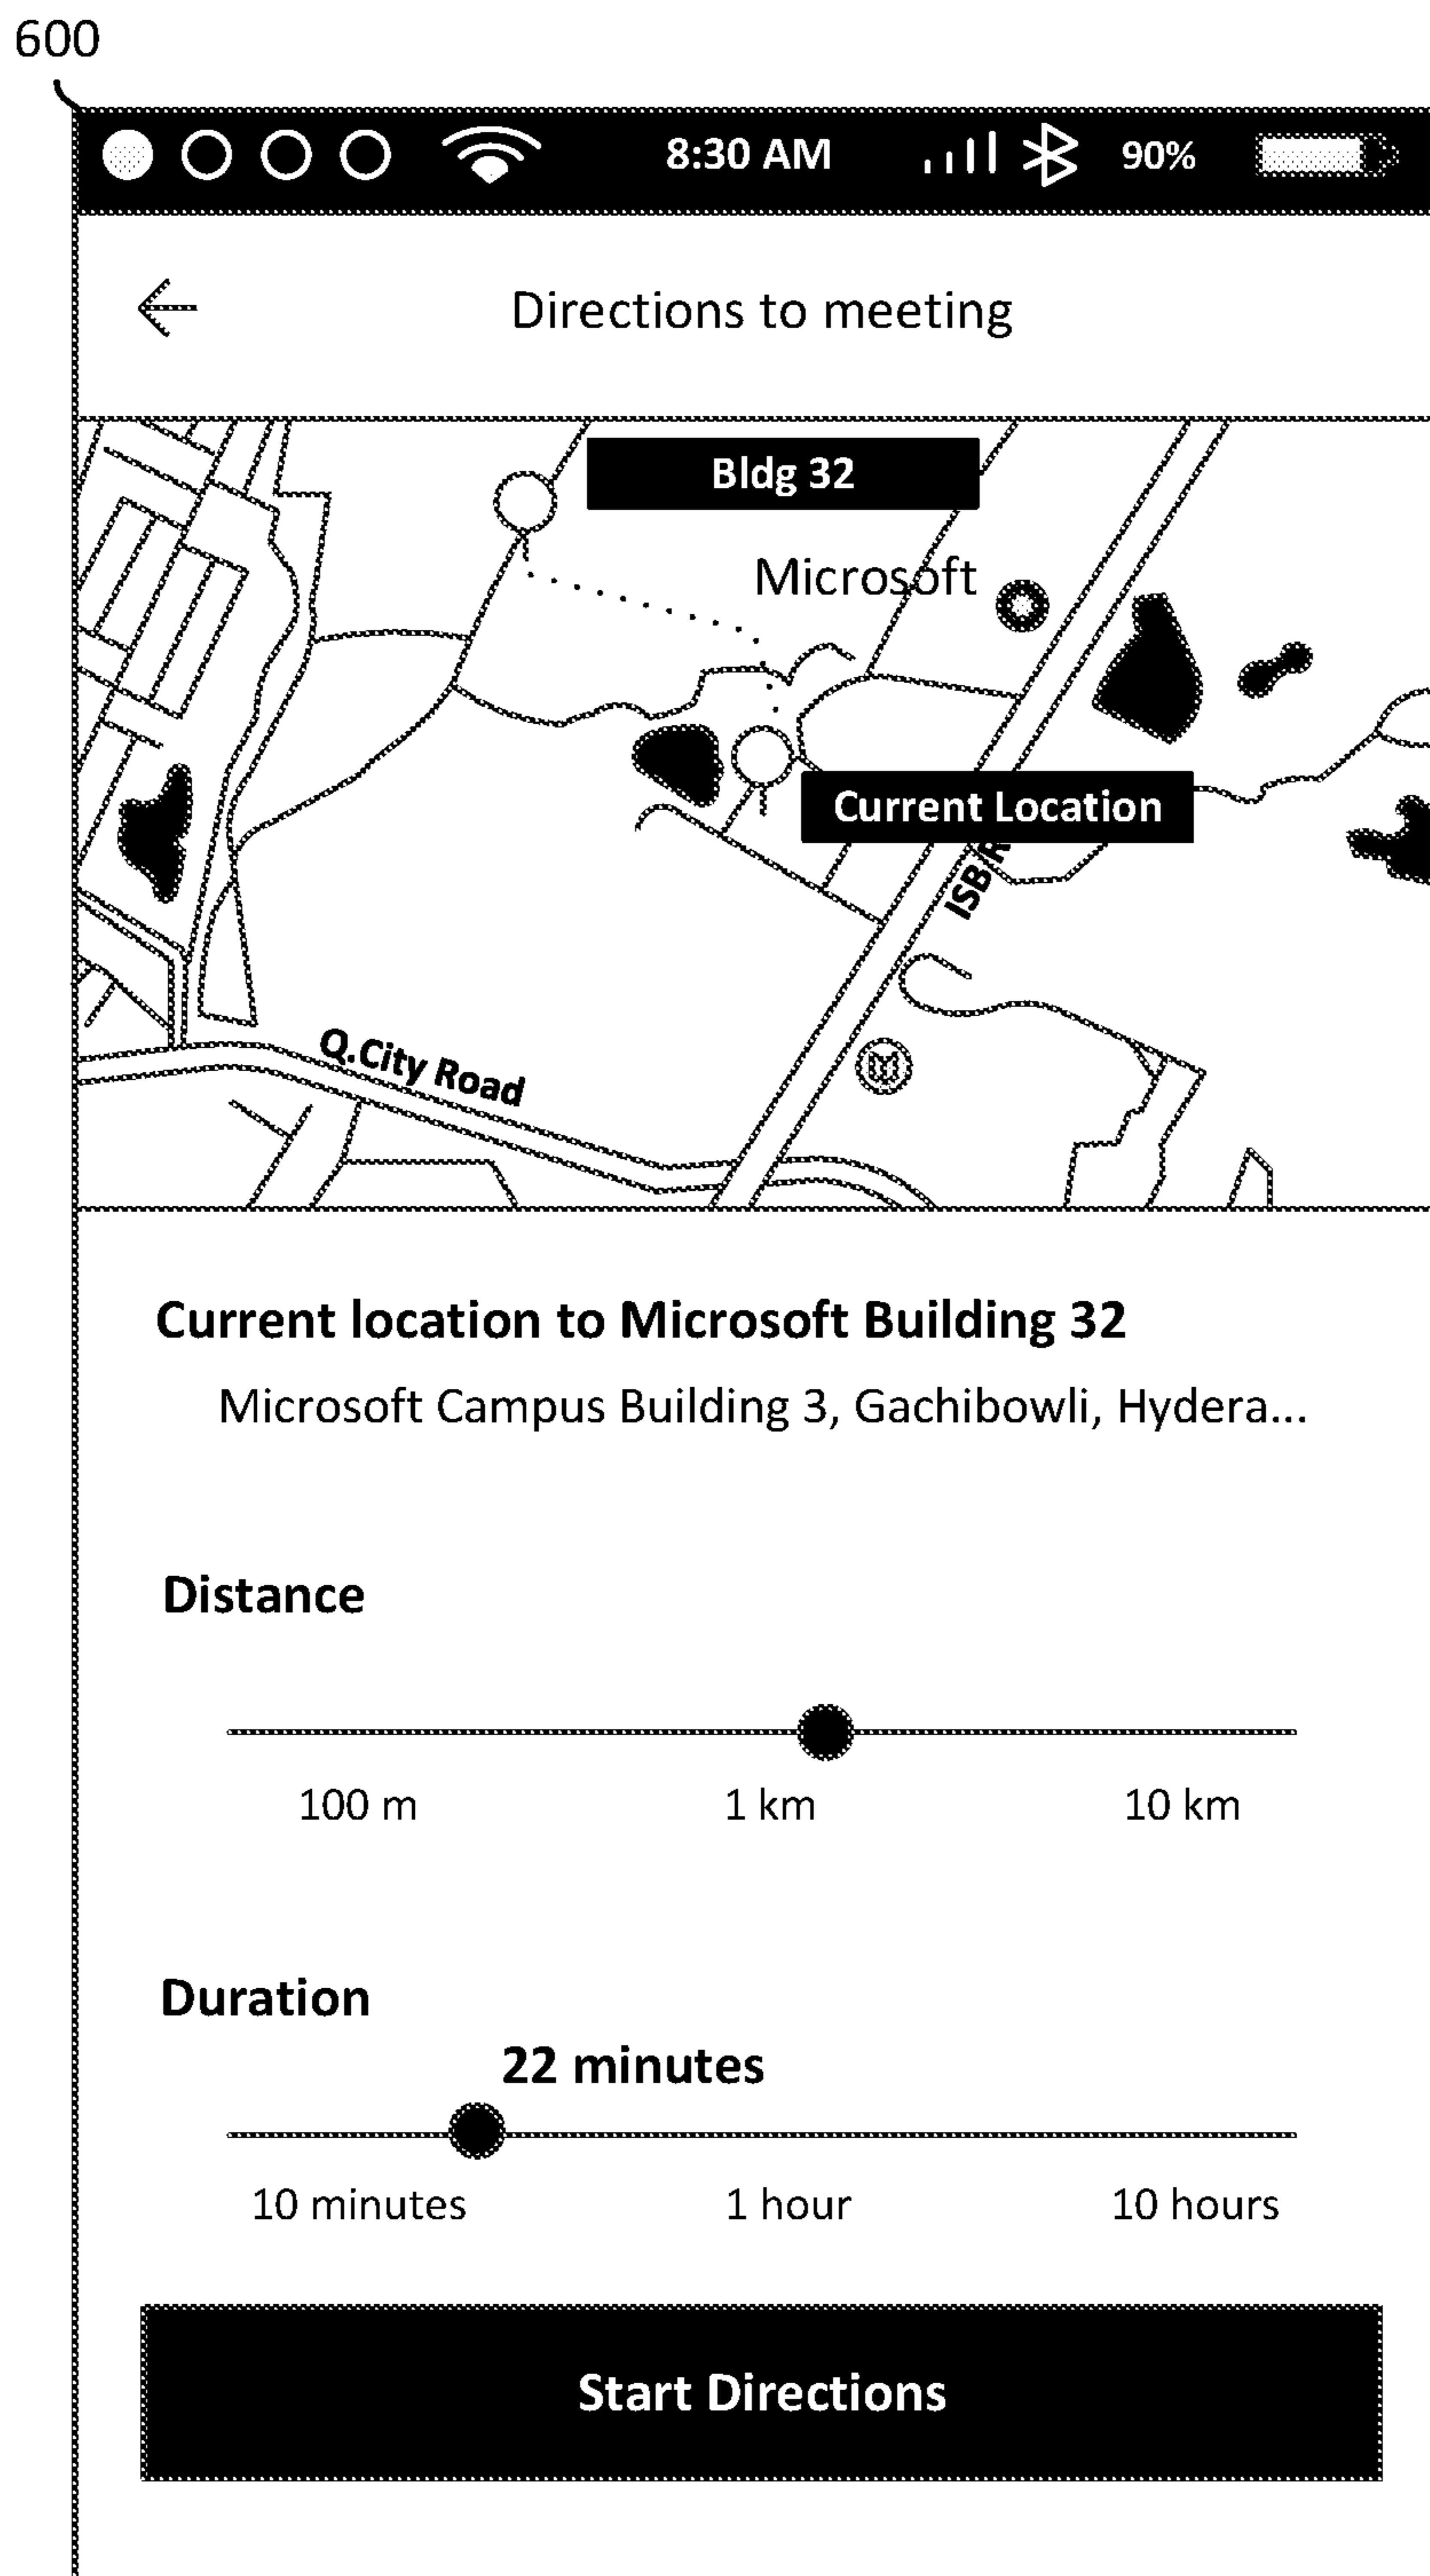 600
8:30 AM 90%
Directions to meeting
Bldg 32
Microsoft
Current Location
ISB R
Q.City Road
Current location to Microsoft Building 32
Microsoft Campus Building 3, Gachibowli, Hydera...
Distance
100 m 1 km 10 km
Duration
22 minutes
10 minutes 1 hour 10 hours
Start Directions